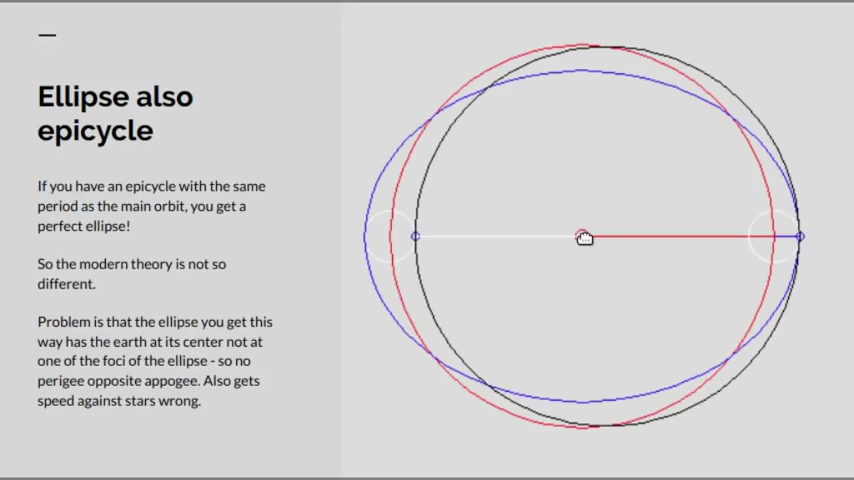 Ellipse also
epicycle
If you have an epicycle with the same
period as the main orbit, you get a
perfect ellipse!
So the modern theory is not so
different.
Problem is that the ellipse you get this
way has the earth at its center not at
one of the foci of the ellipse - so no
perigee opposite appogee. Also gets
speed against stars wrong.